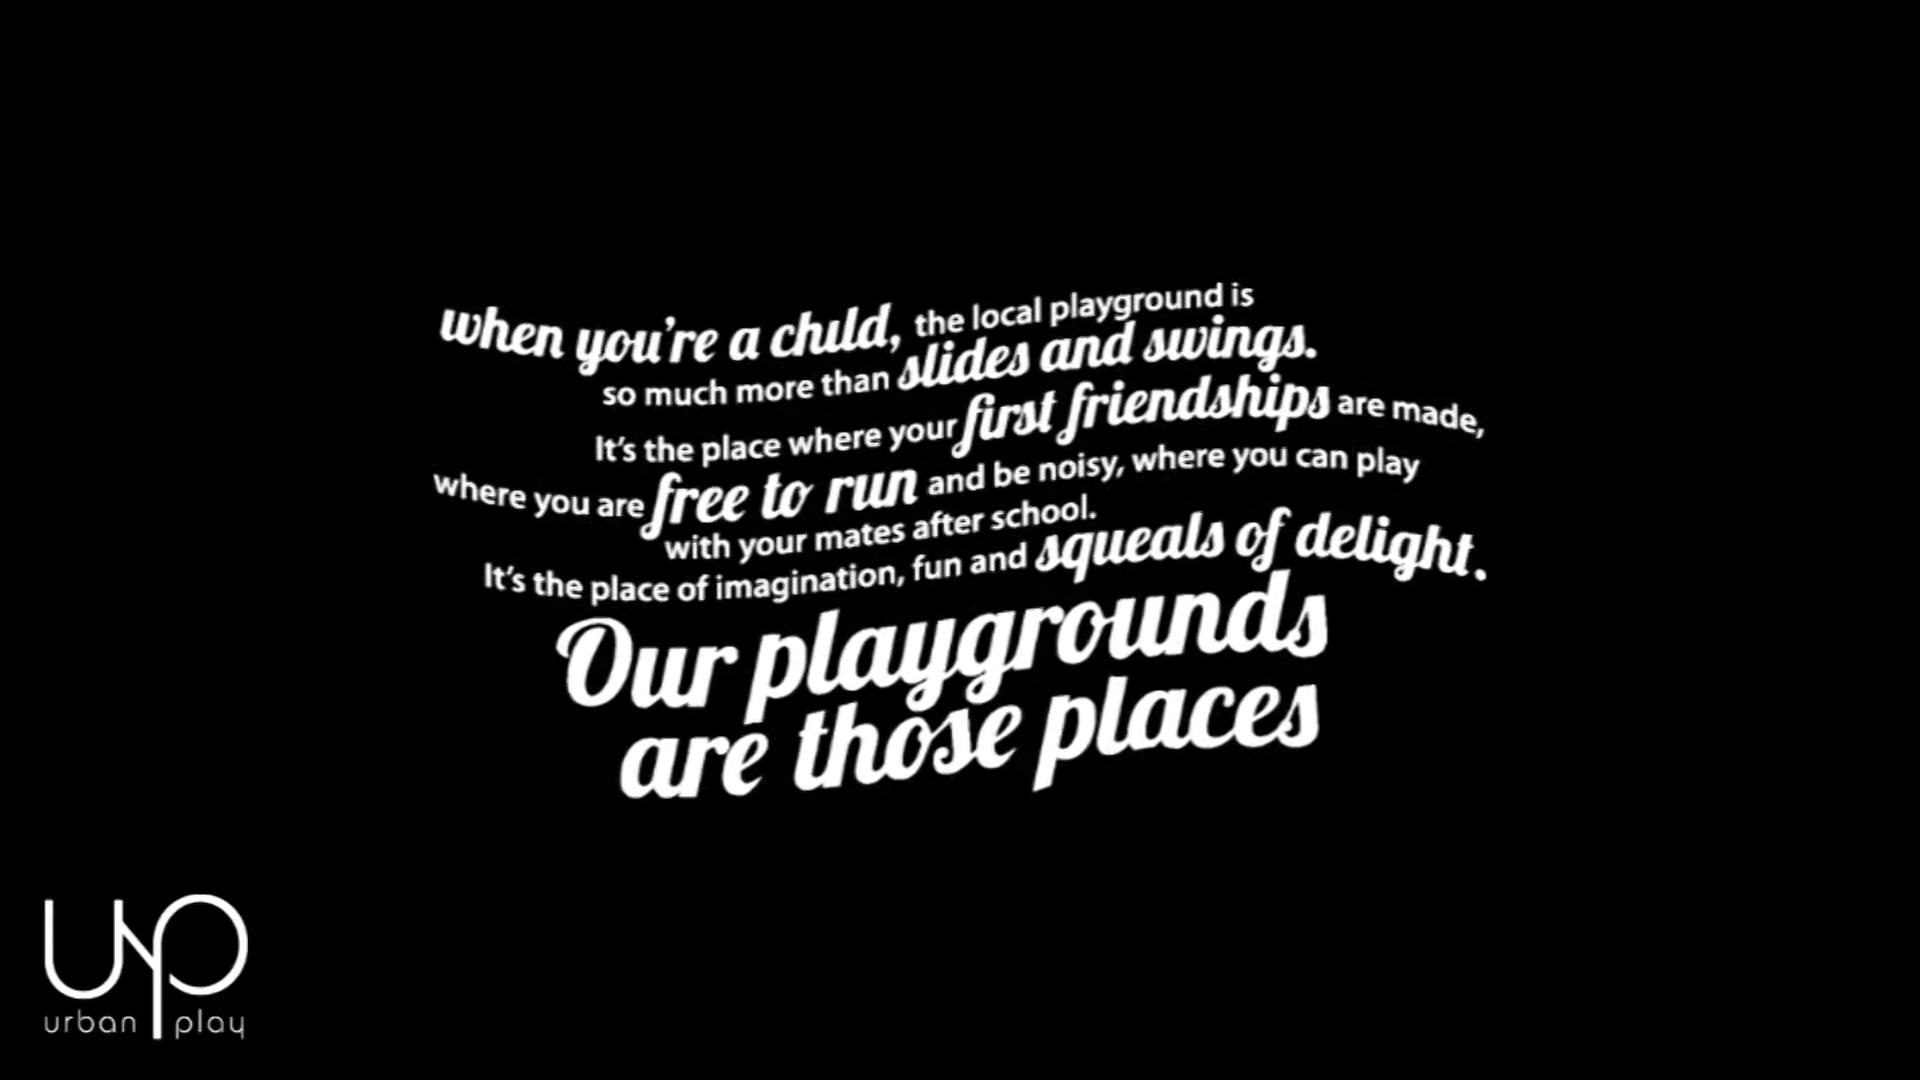 when you're a child, the local playground is
so much more than slides and swings.
It's the place where your first friendships are made,
where you are free to run and be noisy, where you can play
with your mates after school.
It's the place of imagination, fun and squeals of delight.
Our playgrounds
are those places
up
urban play